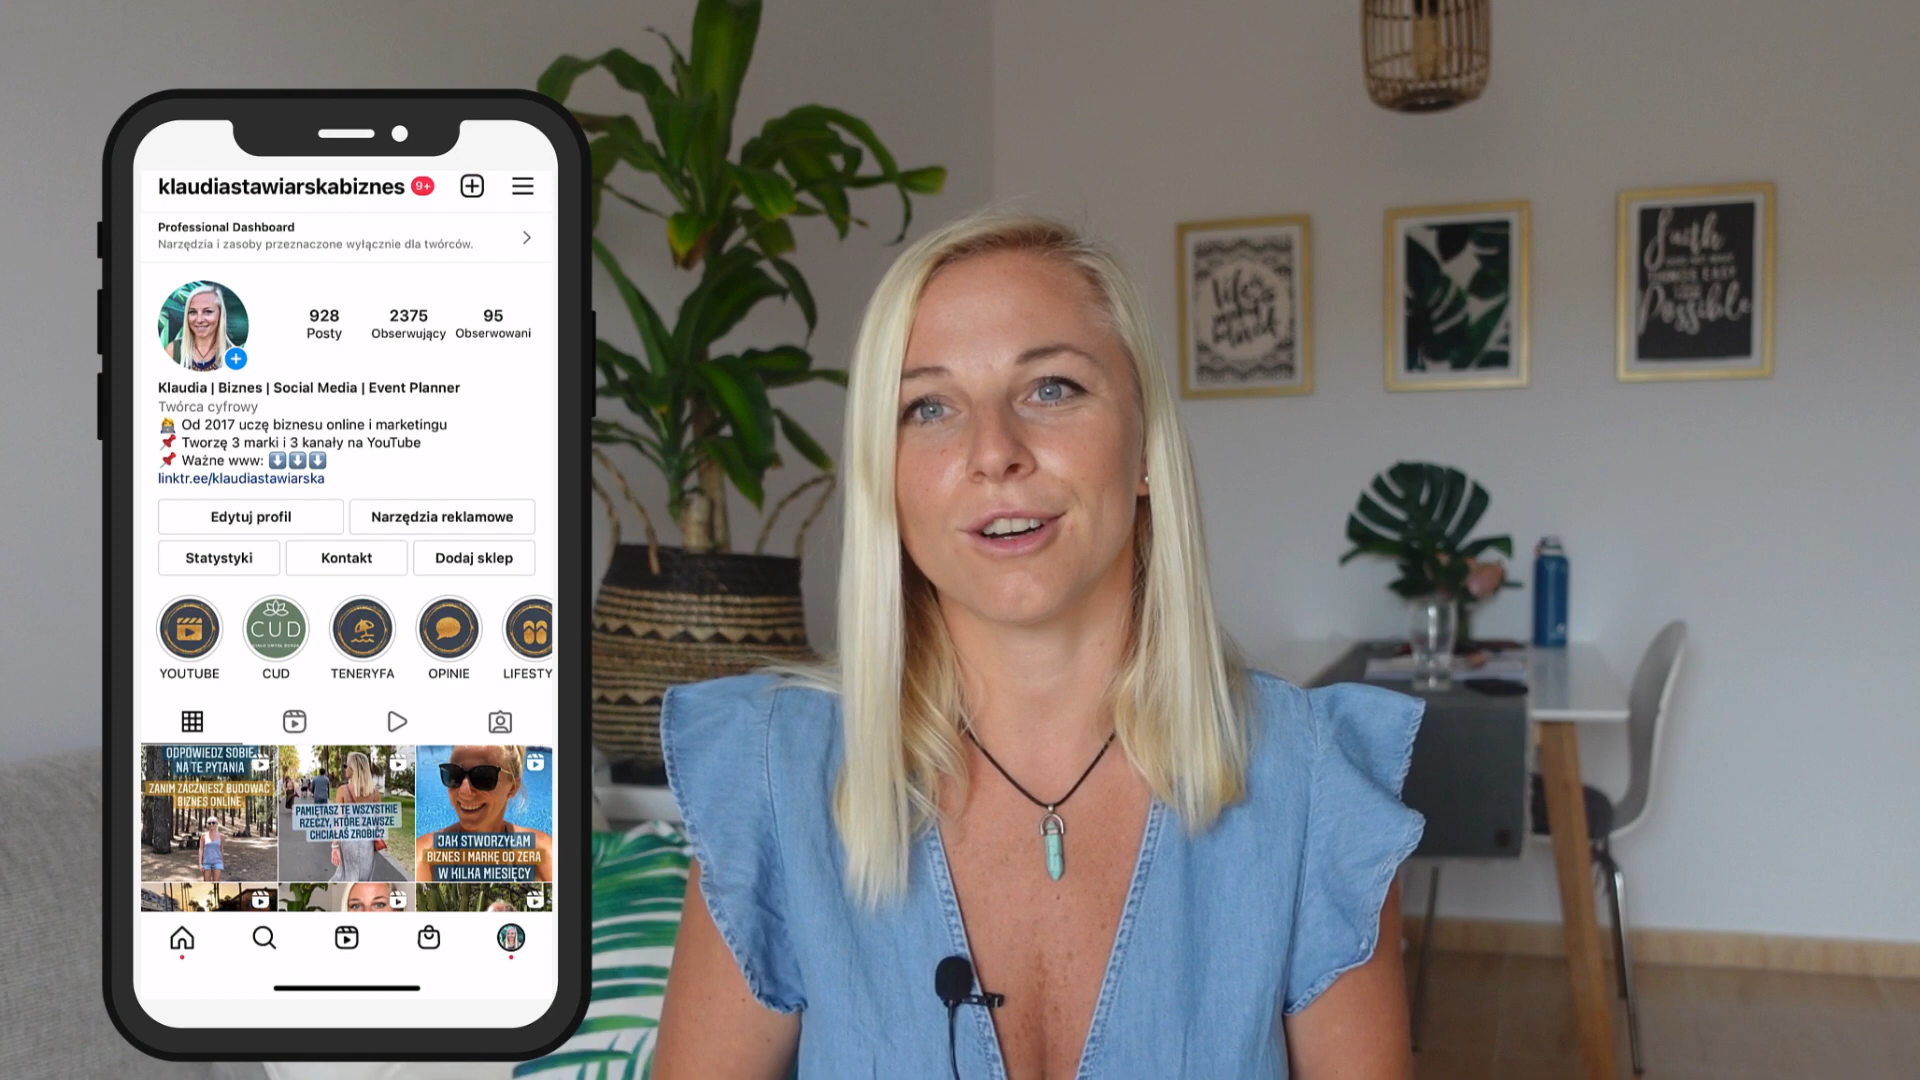 klaudiastawiarskabiznes 9+
Professional Dashboard
Narzędzia i zasoby przeznaczone wyłącznie dla twórców.
928 2375 95
Posty Obserwujący Obserwowani
Klaudia | Biznes | Social Media | Event Planner
Twórca cyfrowy
Od 2017 uczę biznesu online i marketingu
Tworzę 3 marki i 3 kanały na YouTube
Ważne www:
linktr.ee/klaudiastawiarska
Edytuj profil Narzędzia reklamowe
Statystyki Kontakt Dodaj sklep
CUD
YOUTUBE CUD TENERYFA OPINIE LIFESTY
ODPOWIEDZ SOBIE
NA TE PYTANIA
ZANIM ZACZNIESZ BUDOWAĆ
BIZNES ONLINE
PAMIĘTASZ TE WSZYSTKIE
RZECZY, KTÓRE ZAWSZE
CHCIAŁAŚ ZROBIĆ?
JAK STWORZYŁAM
BIZNES I MARKĘ OD ZERA
W KILKA MIESIĘCY
Faith
THINGS EASY
Possible